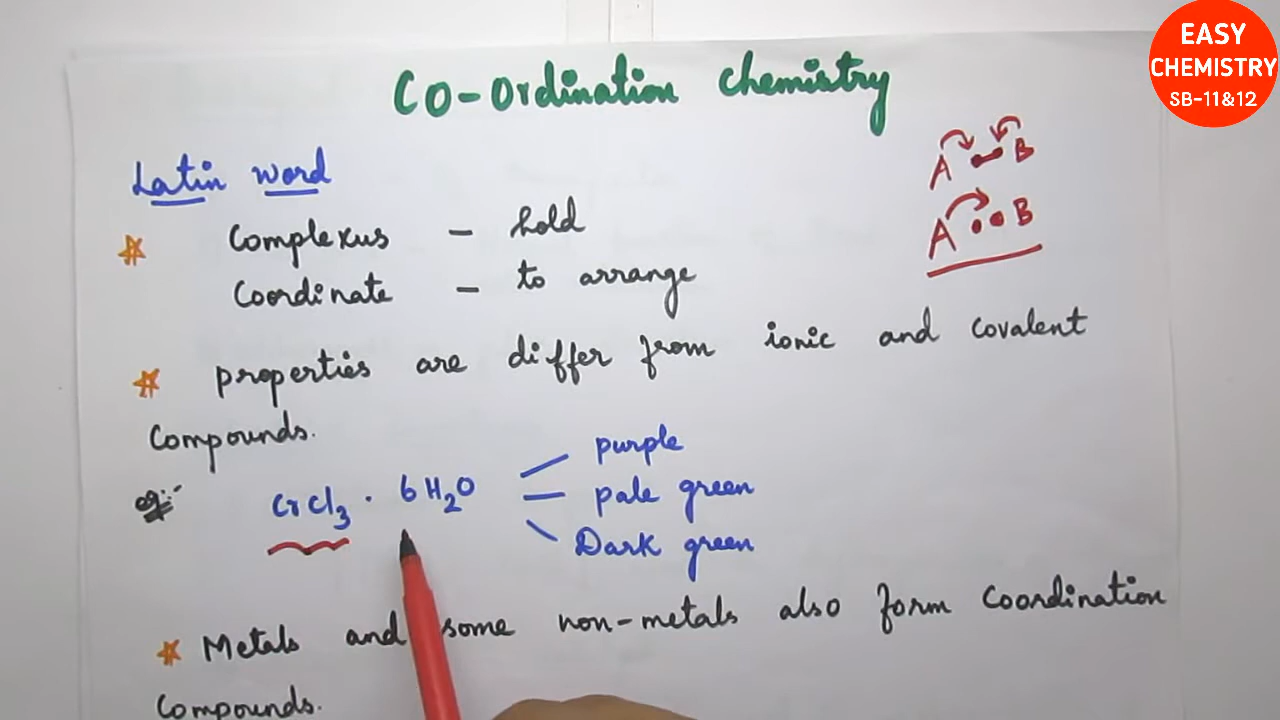 EASY
CHEMISTRY
SB-11&12
CO-Ordination chemistry
Latin word
Complexus - hold
Coordinate - to arrange
A B
A B
properties are differ from ionic and covalent
Compounds.
eg:-
CrCl3 · 6H2O
purple
pale green
Dark green
Metals and some non-metals also form Coordination
Compounds.